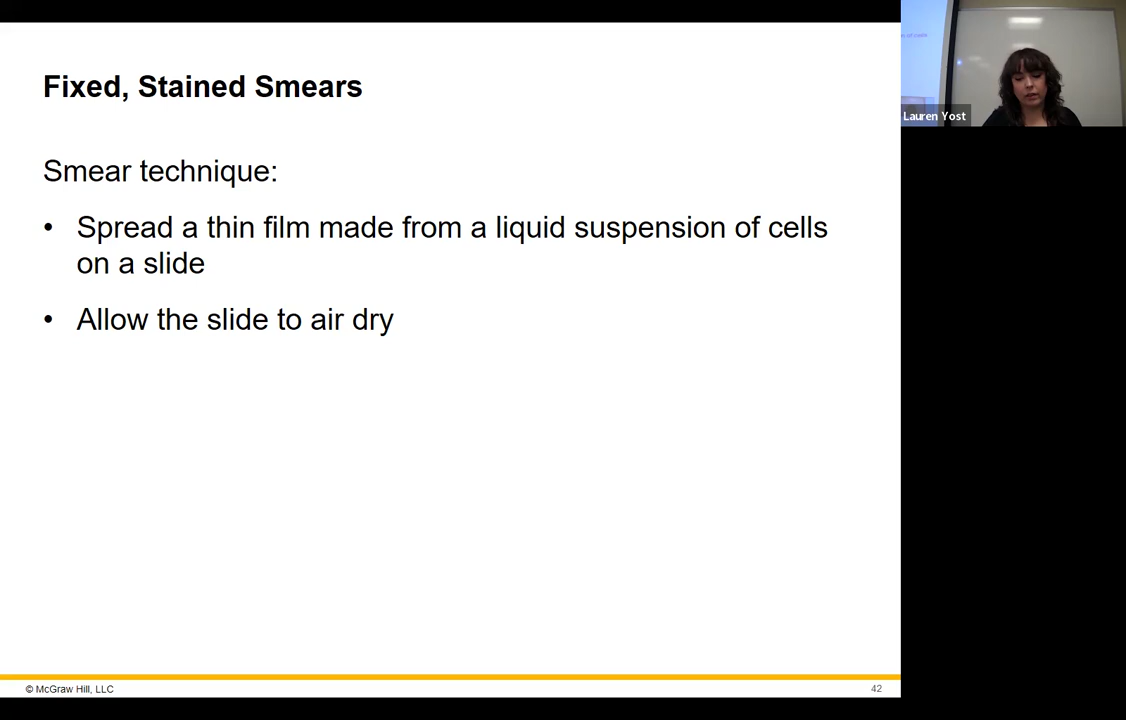 Fixed, Stained Smears
Smear technique:
• Spread a thin film made from a liquid suspension of cells
on a slide
• Allow the slide to air dry
© McGraw Hill, LLC
42
Lauren Yost